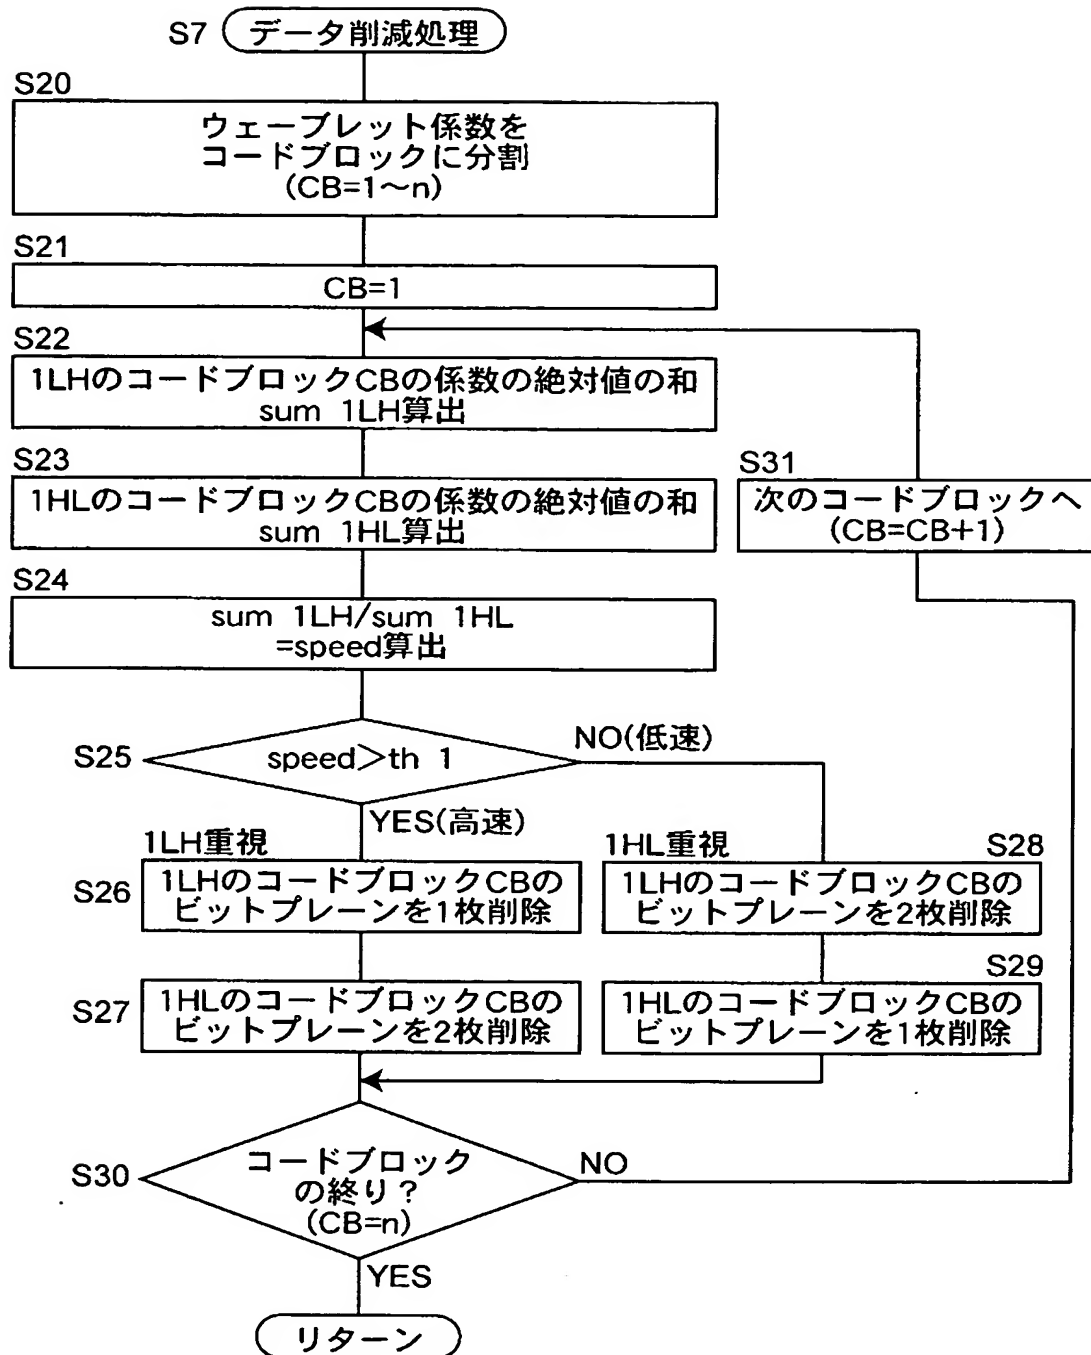 S7 データ削減処理
S20
ウェーブレット係数を
コードブロックに分割
(CB=1~n)
S21
CB=1
S22
1LHのコードブロックCBの係数の絶対値の和
sum 1LH算出
S23
1HLのコードブロックCBの係数の絶対値の和
sum 1HL算出
S31
次のコードブロックへ
(CB=CB+1)
S24
sum 1LH/sum 1HL
=speed算出
S25
speed>th 1
NO(低速)
YES(高速)
1LH重視
S26
1LHのコードブロックCBの
ビットプレーンを1枚削除
S27
1HLのコードブロックCBの
ビットプレーンを2枚削除
1HL重視
S28
1LHのコードブロックCBの
ビットプレーンを2枚削除
S29
1HLのコードブロックCBの
ビットプレーンを1枚削除
S30
コードブロック
の終り?
(CB=n)
NO
YES
リターン